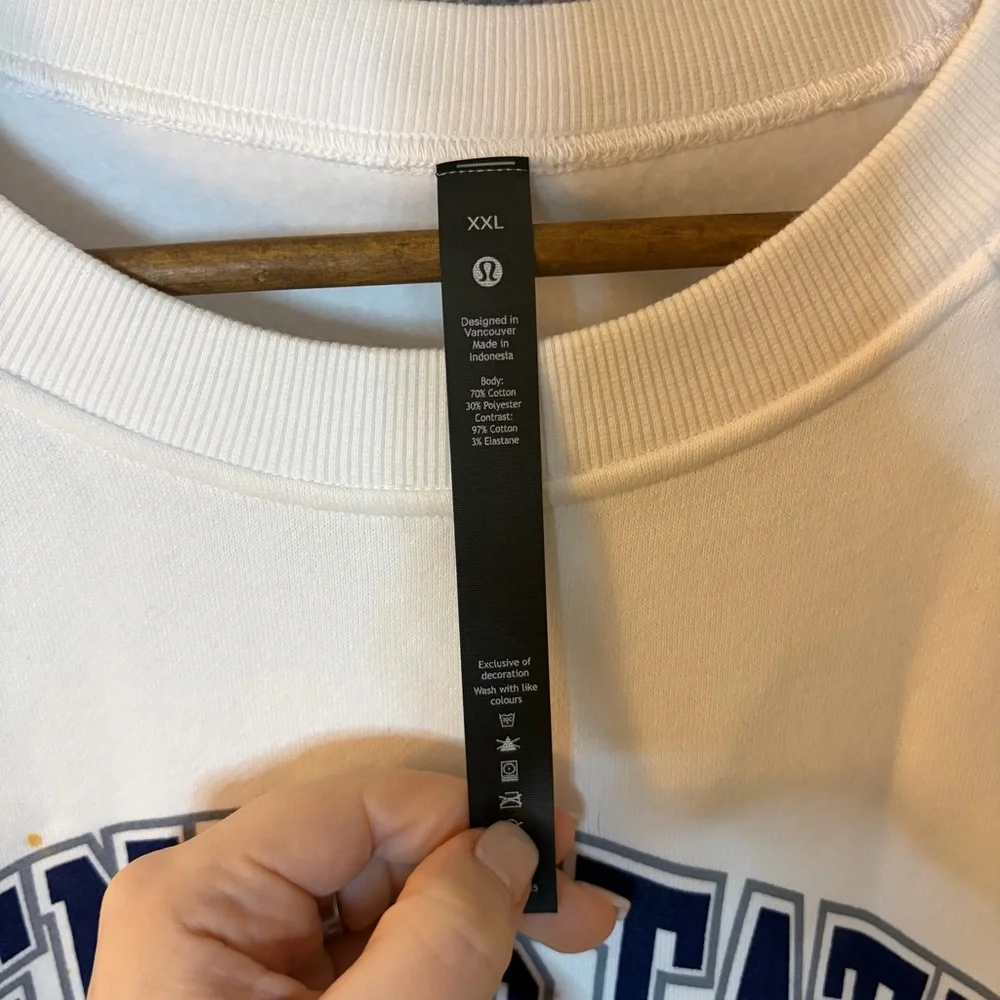 XXL
Designed in
Vancouver
Made in
Indonesia
Body:
70% Cotton
30% Polyester
Contrast:
97% Cotton
3% Elastane
Exclusive of
decoration
Wash with like
colours